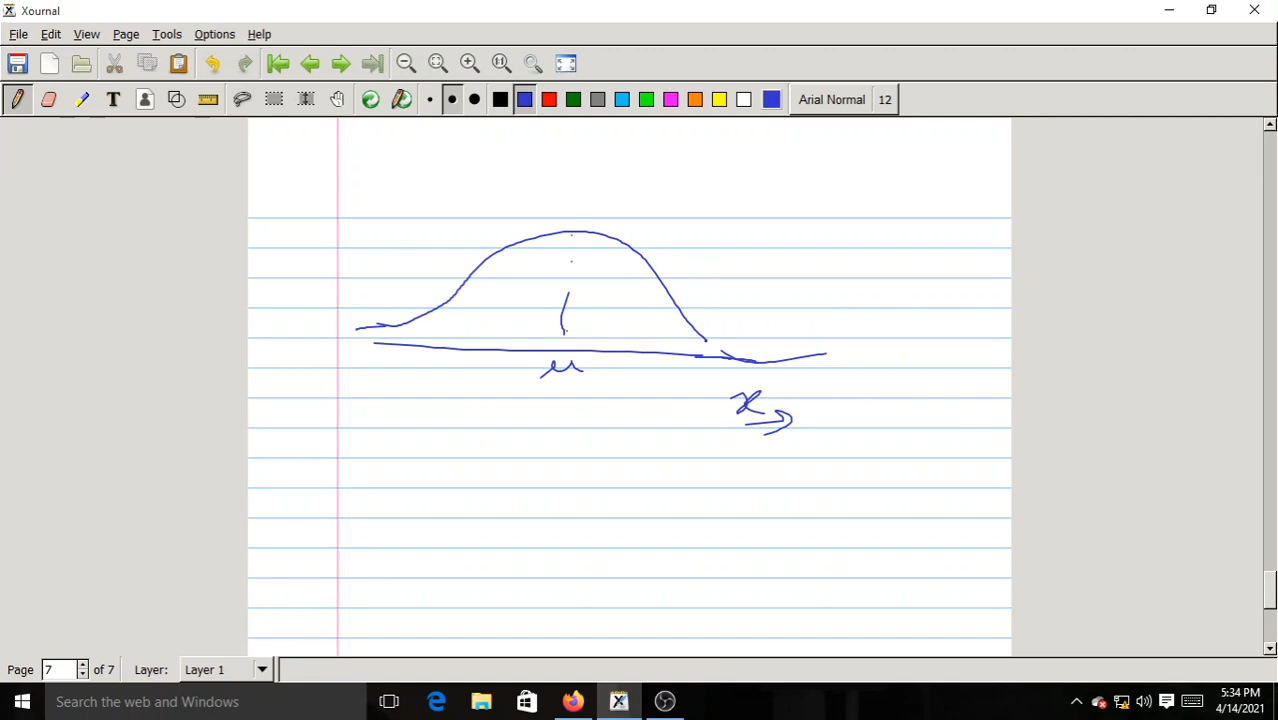 Xournal
File Edit View Page Tools Options Help
Arial Normal 12
μ
x
Page 7 of 7 Layer: Layer 1
Search the web and Windows
5:34 PM
4/14/2021